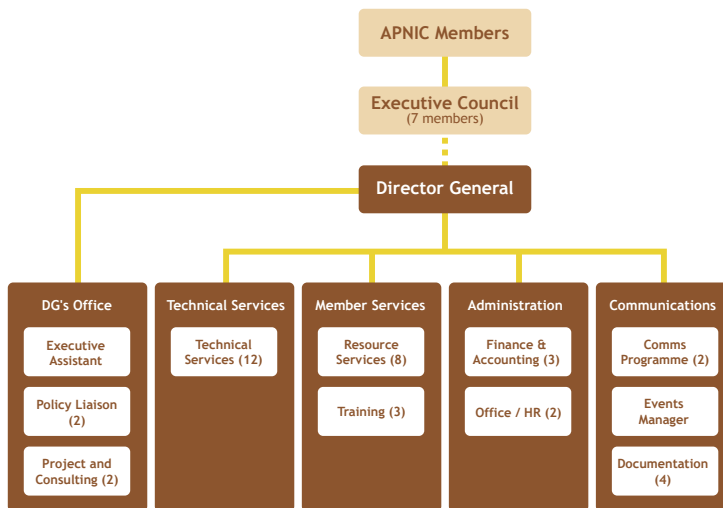 APNIC Members
Executive Council
(7 members)
Director General
DG's Office
Executive
Assistant
Policy Liaison
(2)
Project and
Consulting (2)
Technical Services
Technical
Services (12)
Member Services
Resource
Services (8)
Training (3)
Administration
Finance &
Accounting (3)
Office / HR (2)
Communications
Comms
Programme (2)
Events
Manager
Documentation
(4)